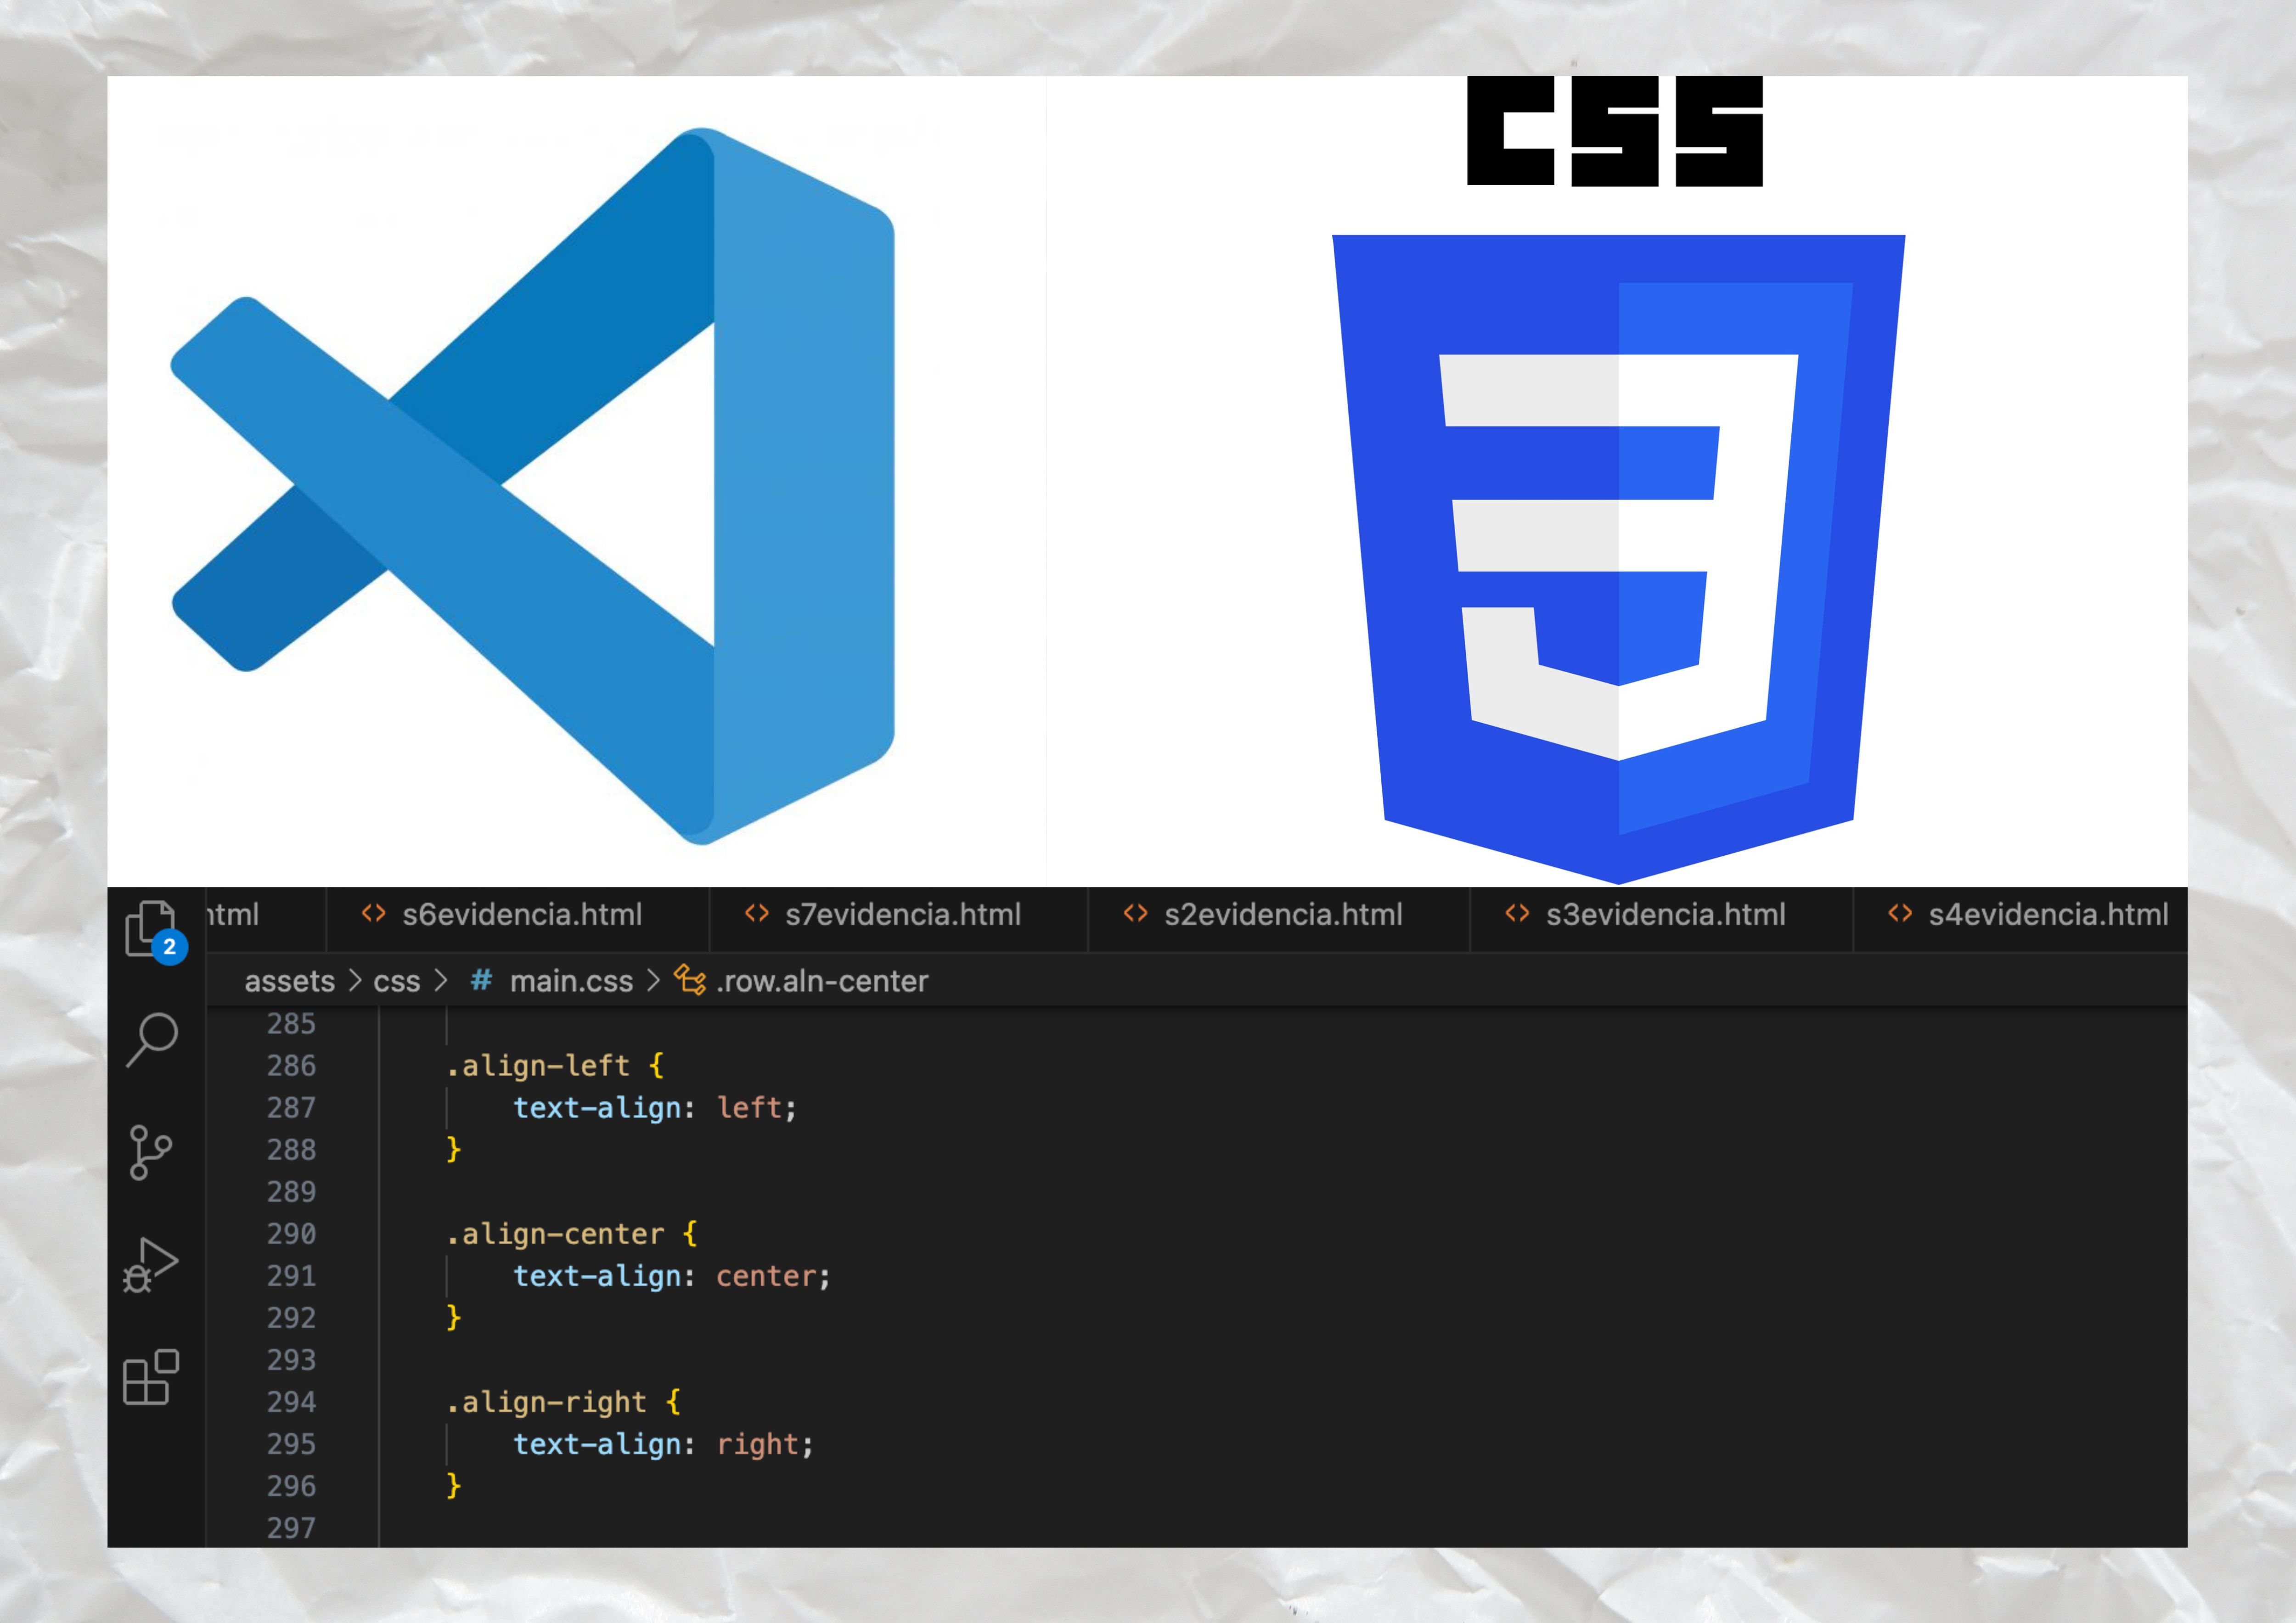 CSS
3
html s6evidencia.html s7evidencia.html s2evidencia.html s3evidencia.html s4evidencia.html
2
assets > css > # main.css > .row.aln-center
285
286 .align-left {
287 text-align: left;
288 }
289
290 .align-center {
291 text-align: center;
292 }
293
294 .align-right {
295 text-align: right;
296 }
297